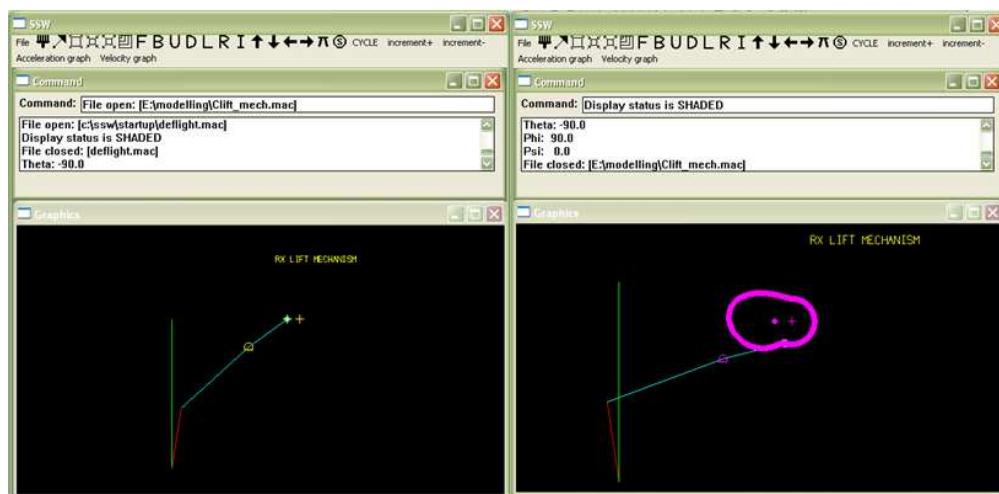 SSW
File F B U D L R I π S CYCLE increment+ increment-
Acceleration graph Velocity graph
Command
Command: File open: [E:\modelling\Clift_mech.mac]
File open: [c:\ssw\startup\deflight.mac]
Display status is SHADED
File closed: [deflight.mac]
Theta: -90.0
Graphics
RX LIFT MECHANISM
SSW
File F B U D L R I π S CYCLE increment+ increment-
Acceleration graph Velocity graph
Command
Command: Display status is SHADED
Theta: -90.0
Phi: 90.0
Psi: 0.0
File closed: [E:\modelling\Clift_mech.mac]
Graphics
RX LIFT MECHANISM